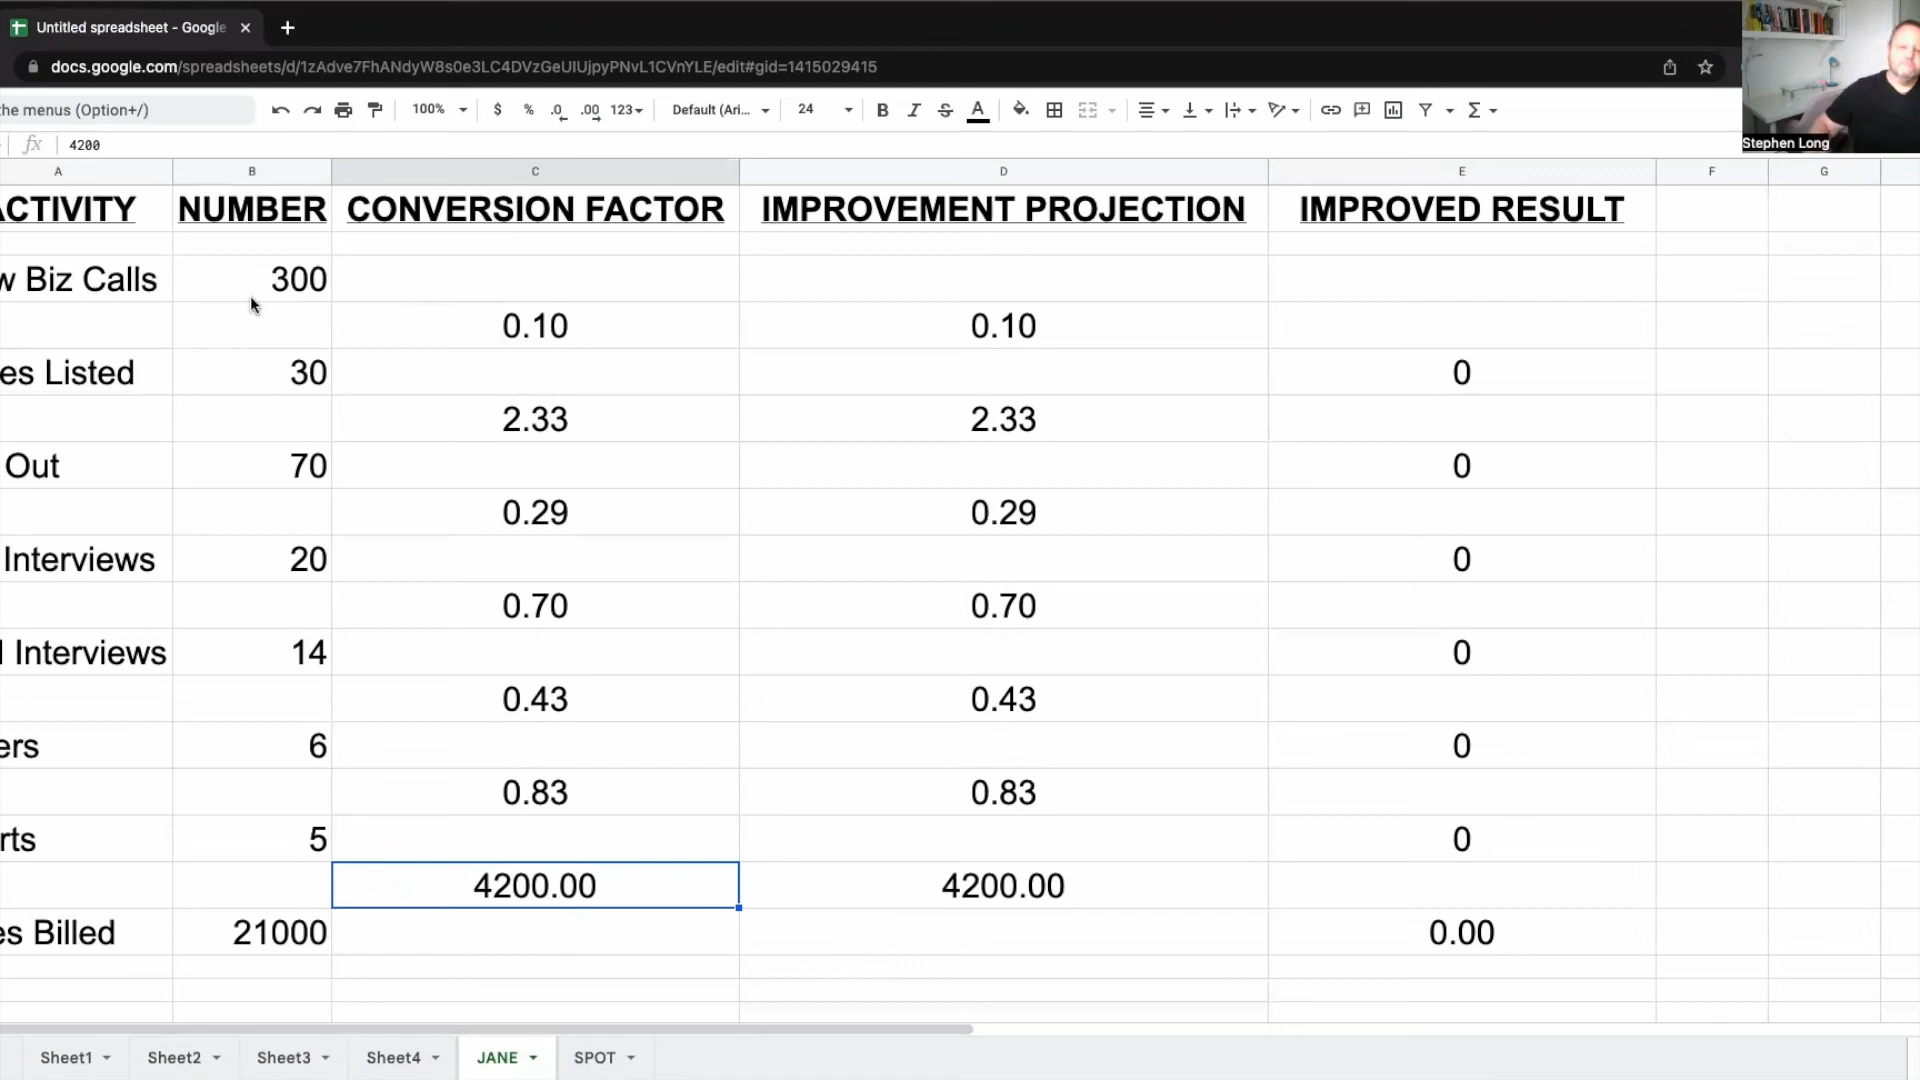 Untitled spreadsheet - Google
docs.google.com/spreadsheets/d/1zAdve7FhANdyW8s0e3LC4DVzGeUIUjpyPNvL1CVnYLE/edit#gid=1415029415
the menus (Option+/) 100% $ % .0 .00 123 Default (Ari... 24 B I S A
Stephen Long
fx 4200
A B C D E F G
ACTIVITY NUMBER CONVERSION FACTOR IMPROVEMENT PROJECTION IMPROVED RESULT
w Biz Calls 300
0.10 0.10
es Listed 30 0
2.33 2.33
Out 70 0
0.29 0.29
Interviews 20 0
0.70 0.70
l Interviews 14 0
0.43 0.43
ers 6 0
0.83 0.83
rts 5 0
4200.00 4200.00
es Billed 21000 0.00
Sheet1 Sheet2 Sheet3 Sheet4 JANE SPOT